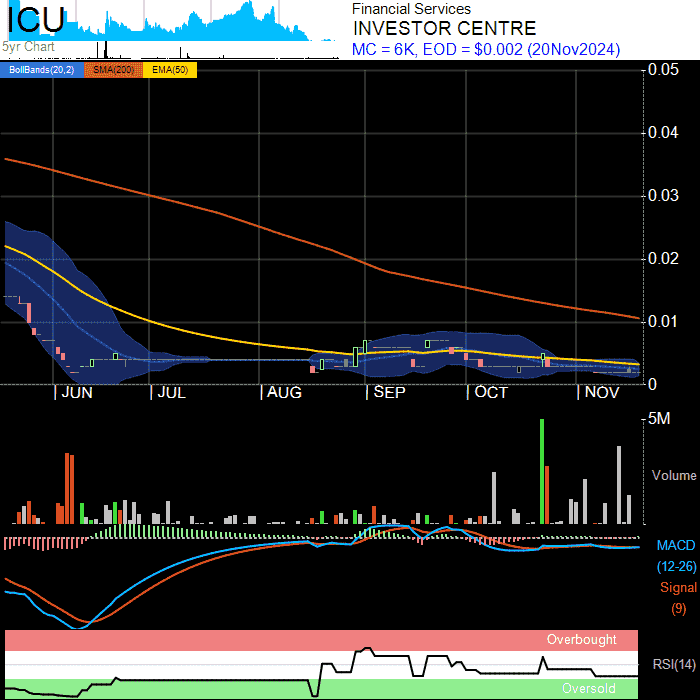 ICU
5yr Chart
Financial Services
INVESTOR CENTRE
MC = 6K, EOD = $0.002 (20Nov2024)
BollBands(20,2) SMA(200) EMA(50)
0.05
0.04
0.03
0.02
0.01
0
JUN JUL AUG SEP OCT NOV
5M
Volume
MACD
(12-26)
Signal
(9)
Overbought
RSI(14)
Oversold